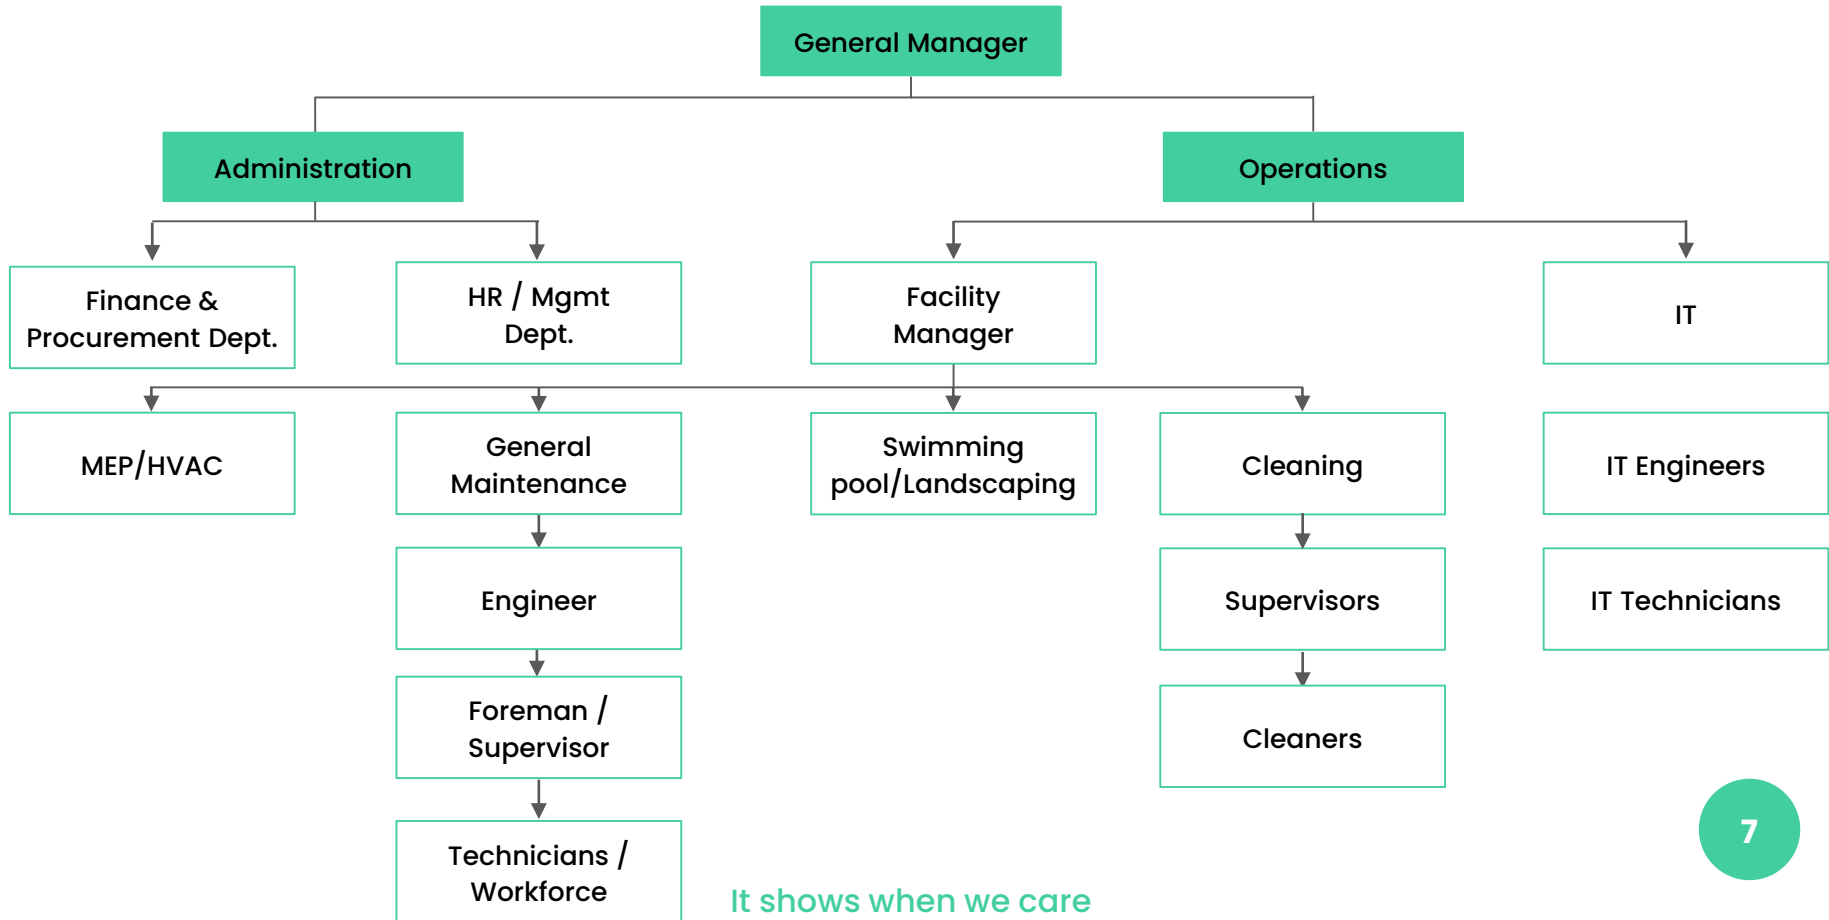 General Manager
Administration
Operations
Finance &
Procurement Dept.
HR / Mgmt
Dept.
Facility
Manager
IT
MEP/HVAC
General
Maintenance
Swimming
pool/Landscaping
Cleaning
IT Engineers
Engineer
Supervisors
IT Technicians
Foreman /
Supervisor
Cleaners
Technicians /
Workforce
7
It shows when we care